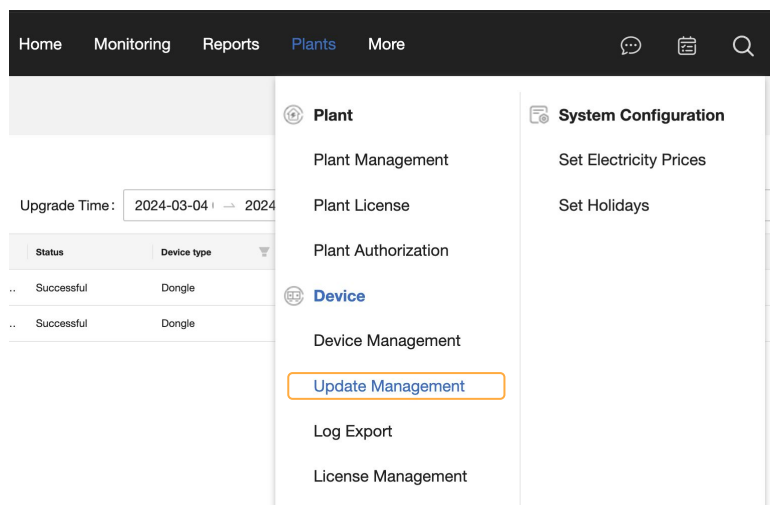 Home Monitoring Reports Plants More
Plant
Plant Management
Plant License
Plant Authorization
Device
Device Management
Update Management
Log Export
License Management
System Configuration
Set Electricity Prices
Set Holidays
Upgrade Time: 2024-03-04 → 2024
Status Device type
.. Successful Dongle
.. Successful Dongle